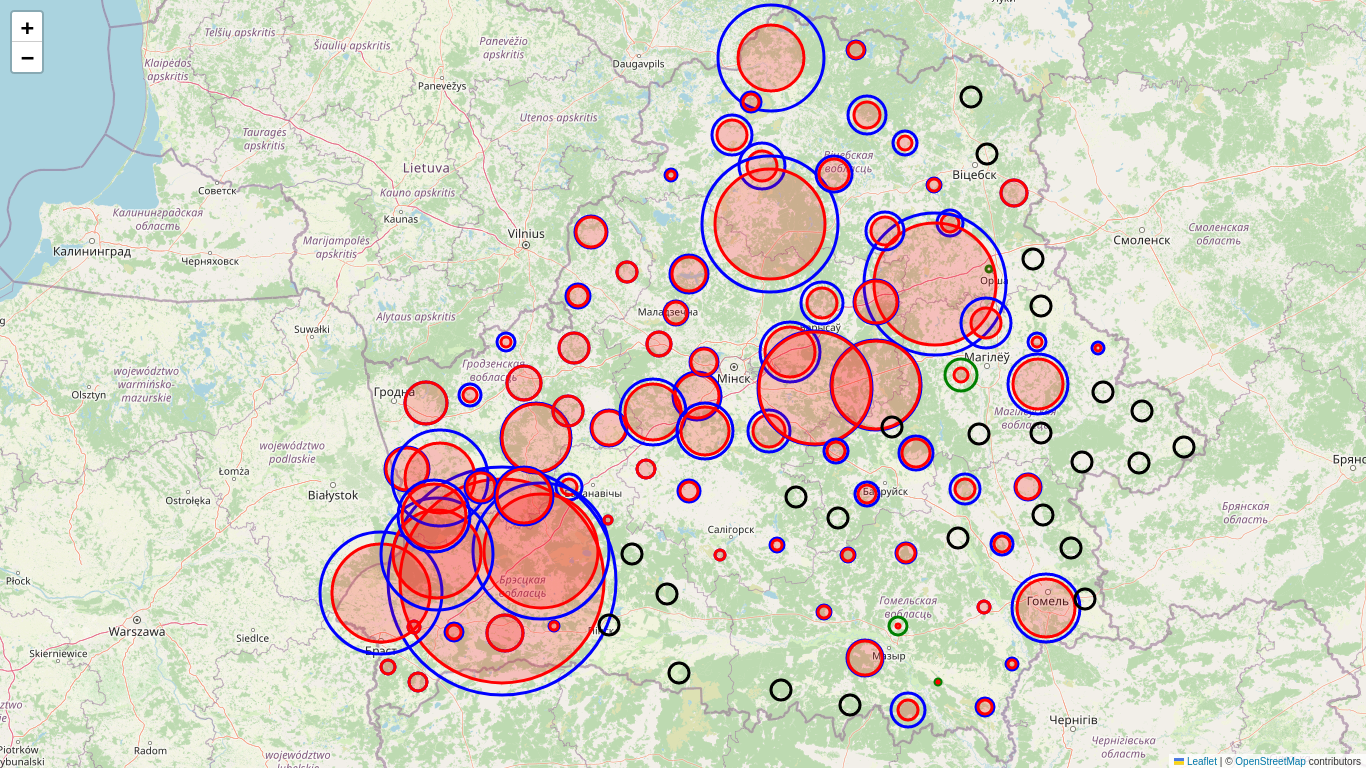 +
−
Telšių apskritis
Šiaulių apskritis
Panevėžio
apskritis
Klaipėdos
apskritis
Daugavpils
Panevėžys
Utenos apskritis
Tauragės
apskritis
Lietuva
Советск
Kauno apskritis
Калининградская
область
Kaunas
Vilnius
Marijampolės
apskritis
Калининград
Черняховск
Alytaus apskritis
Suwałki
Віцебская
вобласць
Віцебск
Смоленск
Смоленская
область
Орша
Маладзечна
Барысаў
Магілёў
Мінск
Гродзенская
вобласць
Гродна
województwo
warmińsko-
mazurskie
Olsztyn
Магілёўская
вобласць
województwo
podlaskie
Łomża
Białystok
Ostrołęka
Баранавічы
Бабруйск
Салігорск
Брянская
область
Брэсцкая
вобласць
Гомельская
вобласць
Гомель
Płock
Warszawa
Siedlce
Skierniewice
Брэст
Пінск
Мазыр
Чернігів
Чернігівська
область
Radom
województwo
lubelskie
Piotrków
Leaflet | © OpenStreetMap contributors